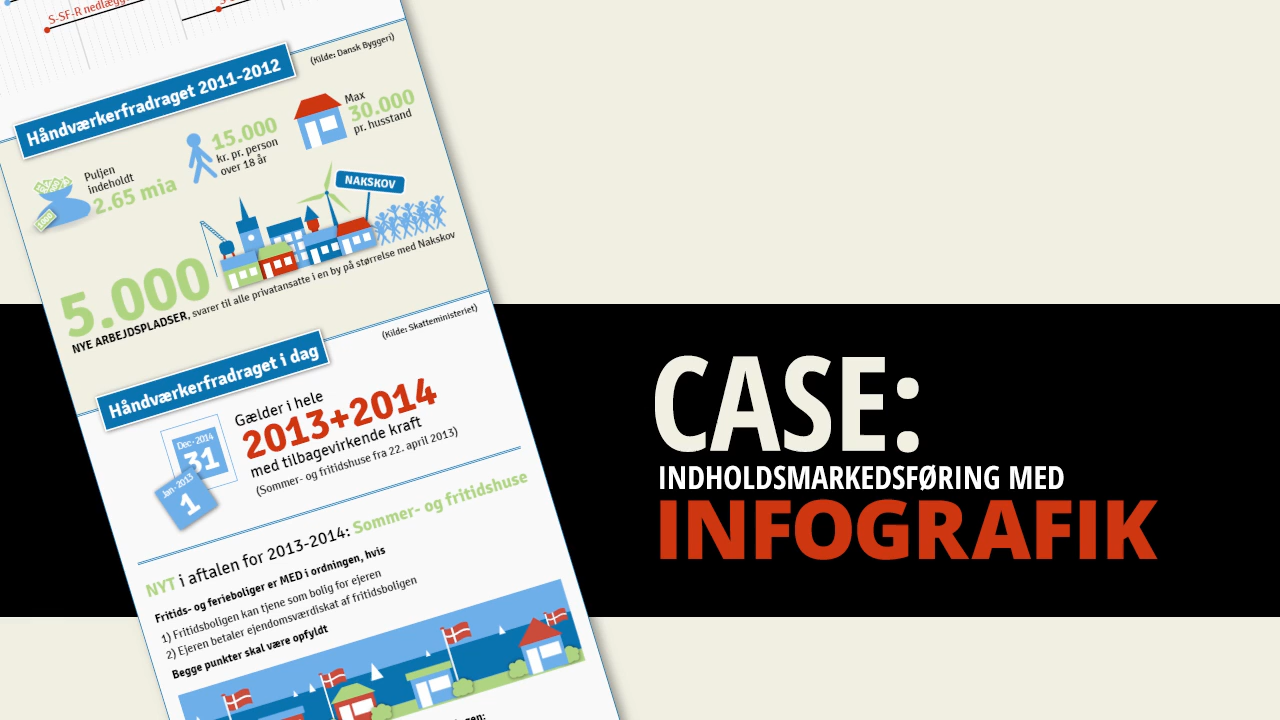 S-SF-R
Håndværkerfradraget 2011-2012
(Kilde: Dansk Byggeri)
Puljen
indeholdt
2.65 mia
1000
15.000
kr. pr. person
over 18 år
Max
30.000
pr. husstand
NAKSKOV
5.000
NYE ARBEJDSPLADSER, svarer til alle privatansatte i en by på størrelse med Nakskov
Håndværkerfradraget i dag
(Kilde: Skatteministeriet)
Dec - 2014
31
Jan - 2013
1
Gælder i hele
2013+2014
med tilbagevirkende kraft
(Sommer- og fritidshuse fra 22. april 2013)
NYT i aftalen for 2013-2014: Sommer- og fritidshuse
Fritids- og ferieboliger er MED i ordningen, hvis
1) Fritidsboligen kan tjene som bolig for ejeren
2) Ejeren betaler ejendomsværdiskat af fritidsboligen
Begge punkter skal være opfyldt
CASE:
INDHOLDSMARKEDSFØRING MED
INFOGRAFIK